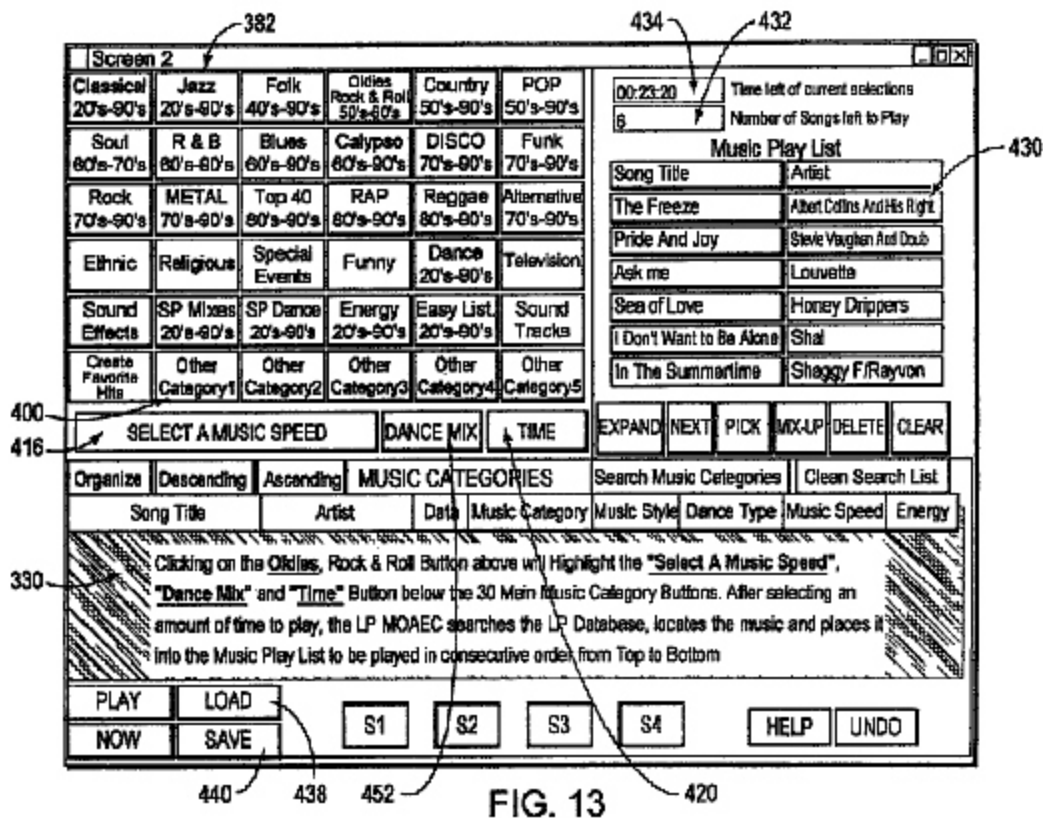 382
434
432
Screen 2
Classical 20's-90's
Jazz 20's-90's
Folk 40's-90's
Oldies Rock & Roll 50's-60's
Country 50's-90's
POP 50's-90's
Soul 60's-70's
R & B 60's-90's
Blues 60's-90's
Calypso 60's-90's
DISCO 70's-90's
Funk 70's-90's
Rock 70's-90's
METAL 70's-90's
Top 40 80's-90's
RAP 80's-90's
Reggae 80's-90's
Alternative 70's-90's
Ethnic
Religious
Special Events
Funny
Dance 20's-90's
Television
Sound Effects
SP Mixes 20's-90's
SP Dance 20's-90's
Energy 20's-90's
Easy List. 20's-90's
Sound Tracks
Create Favorite Hits
Other Category1
Other Category2
Other Category3
Other Category4
Other Category5
00:23:20 Time left of current selections
6 Number of Songs left to Play
Music Play List
430
Song Title Artist
The Freeze Albert Collins And His Right
Pride And Joy Stevie Vaughan And Doub
Ask me Louvette
Sea of Love Honey Drippers
I Don't Want to Be Alone Shai
In The Summertime Shaggy F/Rayvon
400
416
SELECT A MUSIC SPEED DANCE MIX TIME
EXPAND NEXT PICK MIX-UP DELETE CLEAR
Organize Descending Ascending MUSIC CATEGORIES Search Music Categories Clean Search List
Song Title Artist Data Music Category Music Style Dance Type Music Speed Energy
330
Clicking on the Oldies, Rock & Roll Button above will Highlight the "Select A Music Speed",
"Dance Mix" and "Time" Button below the 30 Main Music Category Buttons. After selecting an
amount of time to play, the LP MOAEC searches the LP Database, locates the music and places it
into the Music Play List to be played in consecutive order from Top to Bottom
PLAY LOAD
NOW SAVE
S1 S2 S3 S4
HELP UNDO
440 438 452 420
FIG. 13